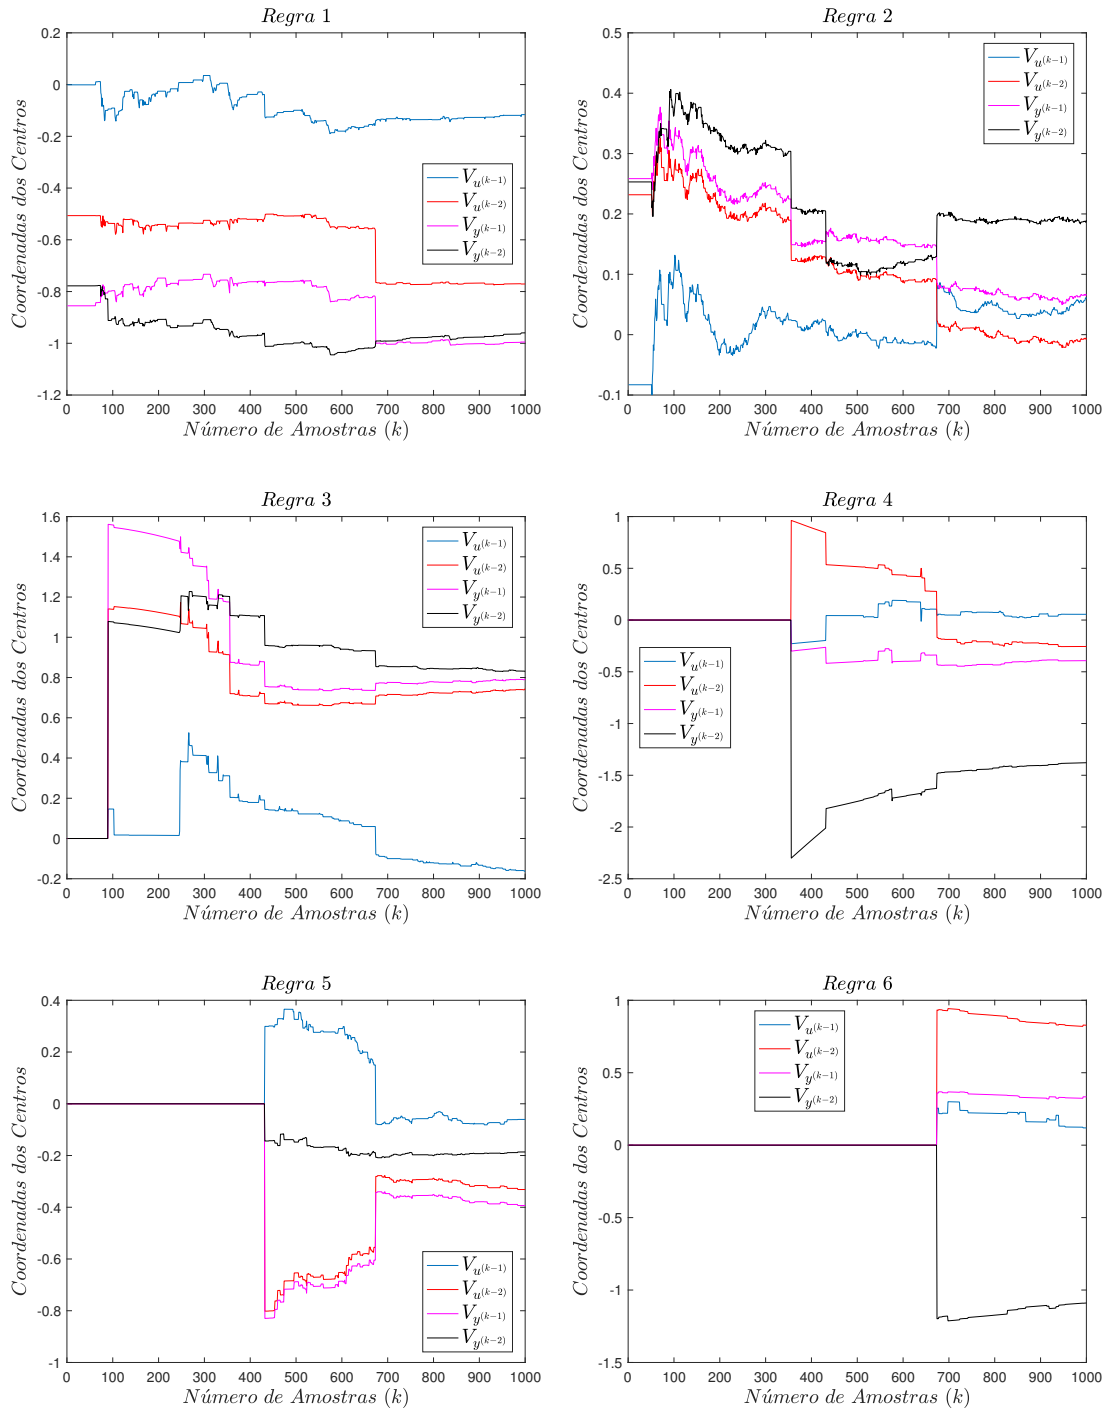 Regra 1
0.2
0
-0.2
-0.4
-0.6
-0.8
-1
-1.2
Coordenadas dos Centros
V_{u^{(k-1)}}
V_{u^{(k-2)}}
V_{y^{(k-1)}}
V_{y^{(k-2)}}
0 100 200 300 400 500 600 700 800 900 1000
Número de Amostras (k)
Regra 2
0.5
0.4
0.3
0.2
0.1
0
-0.1
Coordenadas dos Centros
V_{u^{(k-1)}}
V_{u^{(k-2)}}
V_{y^{(k-1)}}
V_{y^{(k-2)}}
0 100 200 300 400 500 600 700 800 900 1000
Número de Amostras (k)
Regra 3
1.6
1.4
1.2
1
0.8
0.6
0.4
0.2
0
-0.2
Coordenadas dos Centros
V_{u^{(k-1)}}
V_{u^{(k-2)}}
V_{y^{(k-1)}}
V_{y^{(k-2)}}
0 100 200 300 400 500 600 700 800 900 1000
Número de Amostras (k)
Regra 4
1
0.5
0
-0.5
-1
-1.5
-2
-2.5
Coordenadas dos Centros
V_{u^{(k-1)}}
V_{u^{(k-2)}}
V_{y^{(k-1)}}
V_{y^{(k-2)}}
0 100 200 300 400 500 600 700 800 900 1000
Número de Amostras (k)
Regra 5
0.4
0.2
0
-0.2
-0.4
-0.6
-0.8
-1
Coordenadas dos Centros
V_{u^{(k-1)}}
V_{u^{(k-2)}}
V_{y^{(k-1)}}
V_{y^{(k-2)}}
0 100 200 300 400 500 600 700 800 900 1000
Número de Amostras (k)
Regra 6
1
0.5
0
-0.5
-1
-1.5
Coordenadas dos Centros
V_{u^{(k-1)}}
V_{u^{(k-2)}}
V_{y^{(k-1)}}
V_{y^{(k-2)}}
0 100 200 300 400 500 600 700 800 900 1000
Número de Amostras (k)